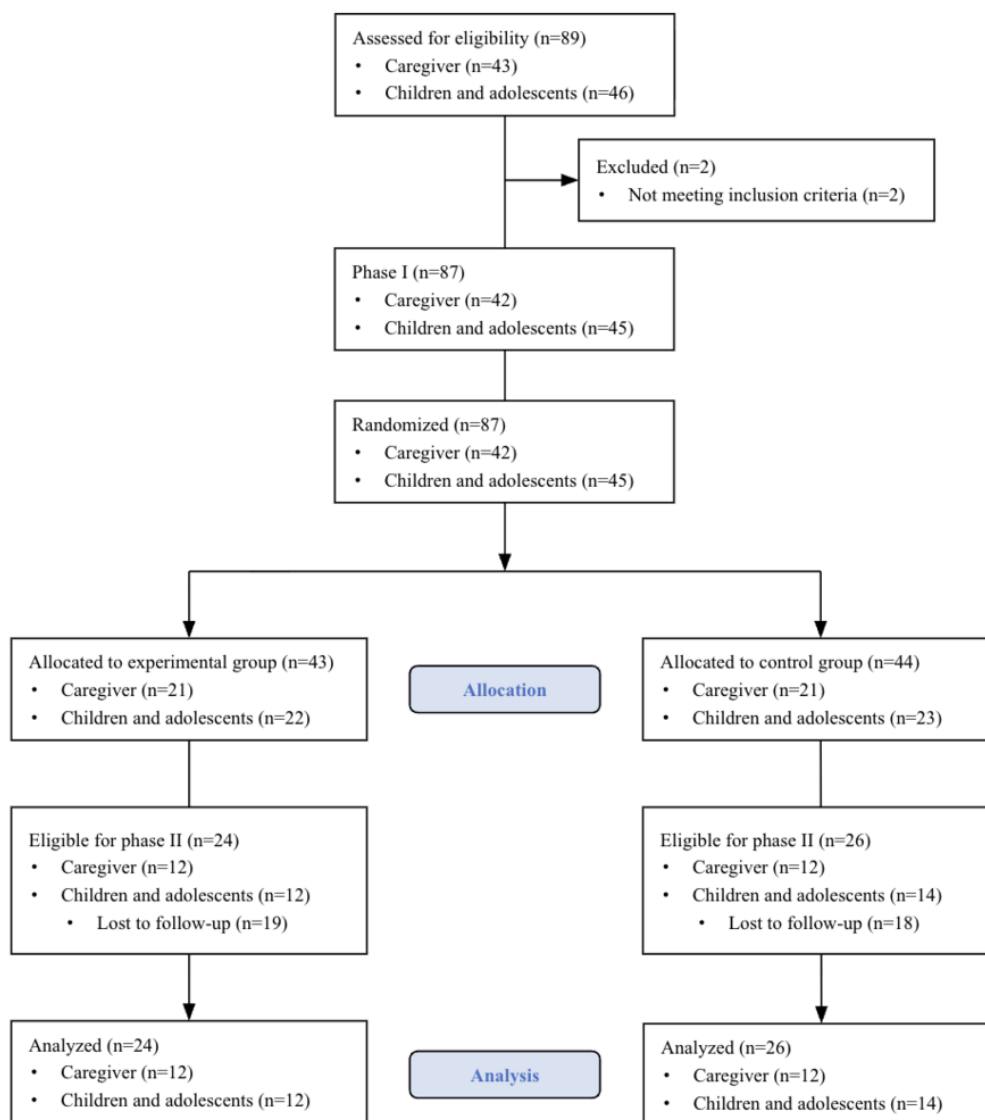 Assessed for eligibility (n=89)
• Caregiver (n=43)
• Children and adolescents (n=46)
Excluded (n=2)
• Not meeting inclusion criteria (n=2)
Phase I (n=87)
• Caregiver (n=42)
• Children and adolescents (n=45)
Randomized (n=87)
• Caregiver (n=42)
• Children and adolescents (n=45)
Allocated to experimental group (n=43)
• Caregiver (n=21)
• Children and adolescents (n=22)
Allocation
Allocated to control group (n=44)
• Caregiver (n=21)
• Children and adolescents (n=23)
Eligible for phase II (n=24)
• Caregiver (n=12)
• Children and adolescents (n=12)
• Lost to follow-up (n=19)
Eligible for phase II (n=26)
• Caregiver (n=12)
• Children and adolescents (n=14)
• Lost to follow-up (n=18)
Analyzed (n=24)
• Caregiver (n=12)
• Children and adolescents (n=12)
Analysis
Analyzed (n=26)
• Caregiver (n=12)
• Children and adolescents (n=14)